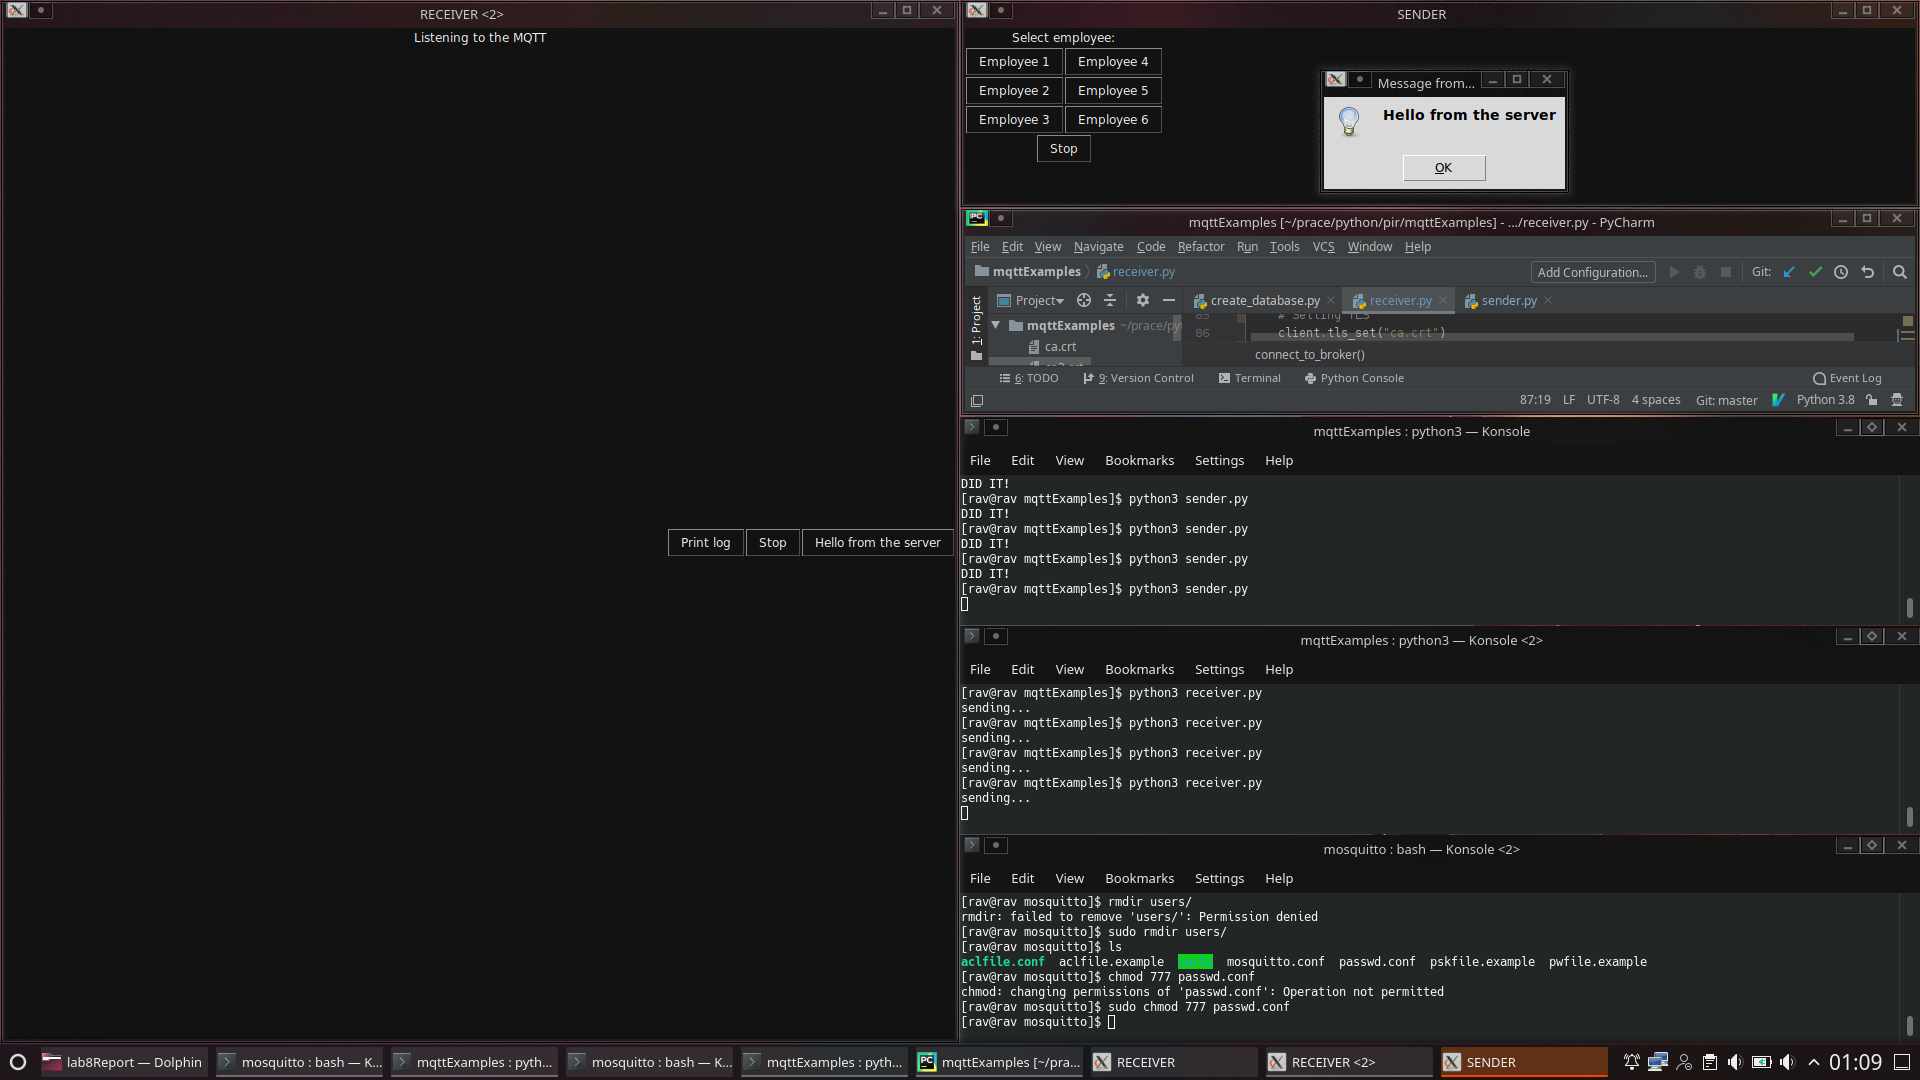 RECEIVER <2>
Listening to the MQTT
Print log
Stop
Hello from the server
SENDER
Select employee:
Employee 1
Employee 4
Employee 2
Employee 5
Employee 3
Employee 6
Stop
Message from...
Hello from the server
OK
mqttExamples [~/prace/python/pir/mqttExamples] - .../receiver.py - PyCharm
File Edit View Navigate Code Refactor Run Tools VCS Window Help
mqttExamples receiver.py
Add Configuration...
Git:
1: Project
Project
create_database.py
receiver.py
sender.py
mqttExamples ~/prace/py
85 # Setting TLS
86 client.tls_set("ca.crt")
ca.crt
connect_to_broker()
6: TODO
9: Version Control
Terminal
Python Console
Event Log
87:19 LF UTF-8 4 spaces Git: master Python 3.8
mqttExamples : python3 — Konsole
File Edit View Bookmarks Settings Help
DID IT!
[rav@rav mqttExamples]$ python3 sender.py
DID IT!
[rav@rav mqttExamples]$ python3 sender.py
DID IT!
[rav@rav mqttExamples]$ python3 sender.py
DID IT!
[rav@rav mqttExamples]$ python3 sender.py
mqttExamples : python3 — Konsole <2>
File Edit View Bookmarks Settings Help
[rav@rav mqttExamples]$ python3 receiver.py
sending...
[rav@rav mqttExamples]$ python3 receiver.py
sending...
[rav@rav mqttExamples]$ python3 receiver.py
sending...
[rav@rav mqttExamples]$ python3 receiver.py
sending...
mosquitto : bash — Konsole <2>
File Edit View Bookmarks Settings Help
[rav@rav mosquitto]$ rmdir users/
rmdir: failed to remove 'users/': Permission denied
[rav@rav mosquitto]$ sudo rmdir users/
[rav@rav mosquitto]$ ls
aclfile.conf aclfile.example mosquitto.conf passwd.conf pskfile.example pwfile.example
[rav@rav mosquitto]$ chmod 777 passwd.conf
chmod: changing permissions of 'passwd.conf': Operation not permitted
[rav@rav mosquitto]$ sudo chmod 777 passwd.conf
[rav@rav mosquitto]$
lab8Report — Dolphin
mosquitto : bash — K...
mqttExamples : pyth...
mosquitto : bash — K...
mqttExamples : pyth...
mqttExamples [~/pra...
RECEIVER
RECEIVER <2>
SENDER
01:09